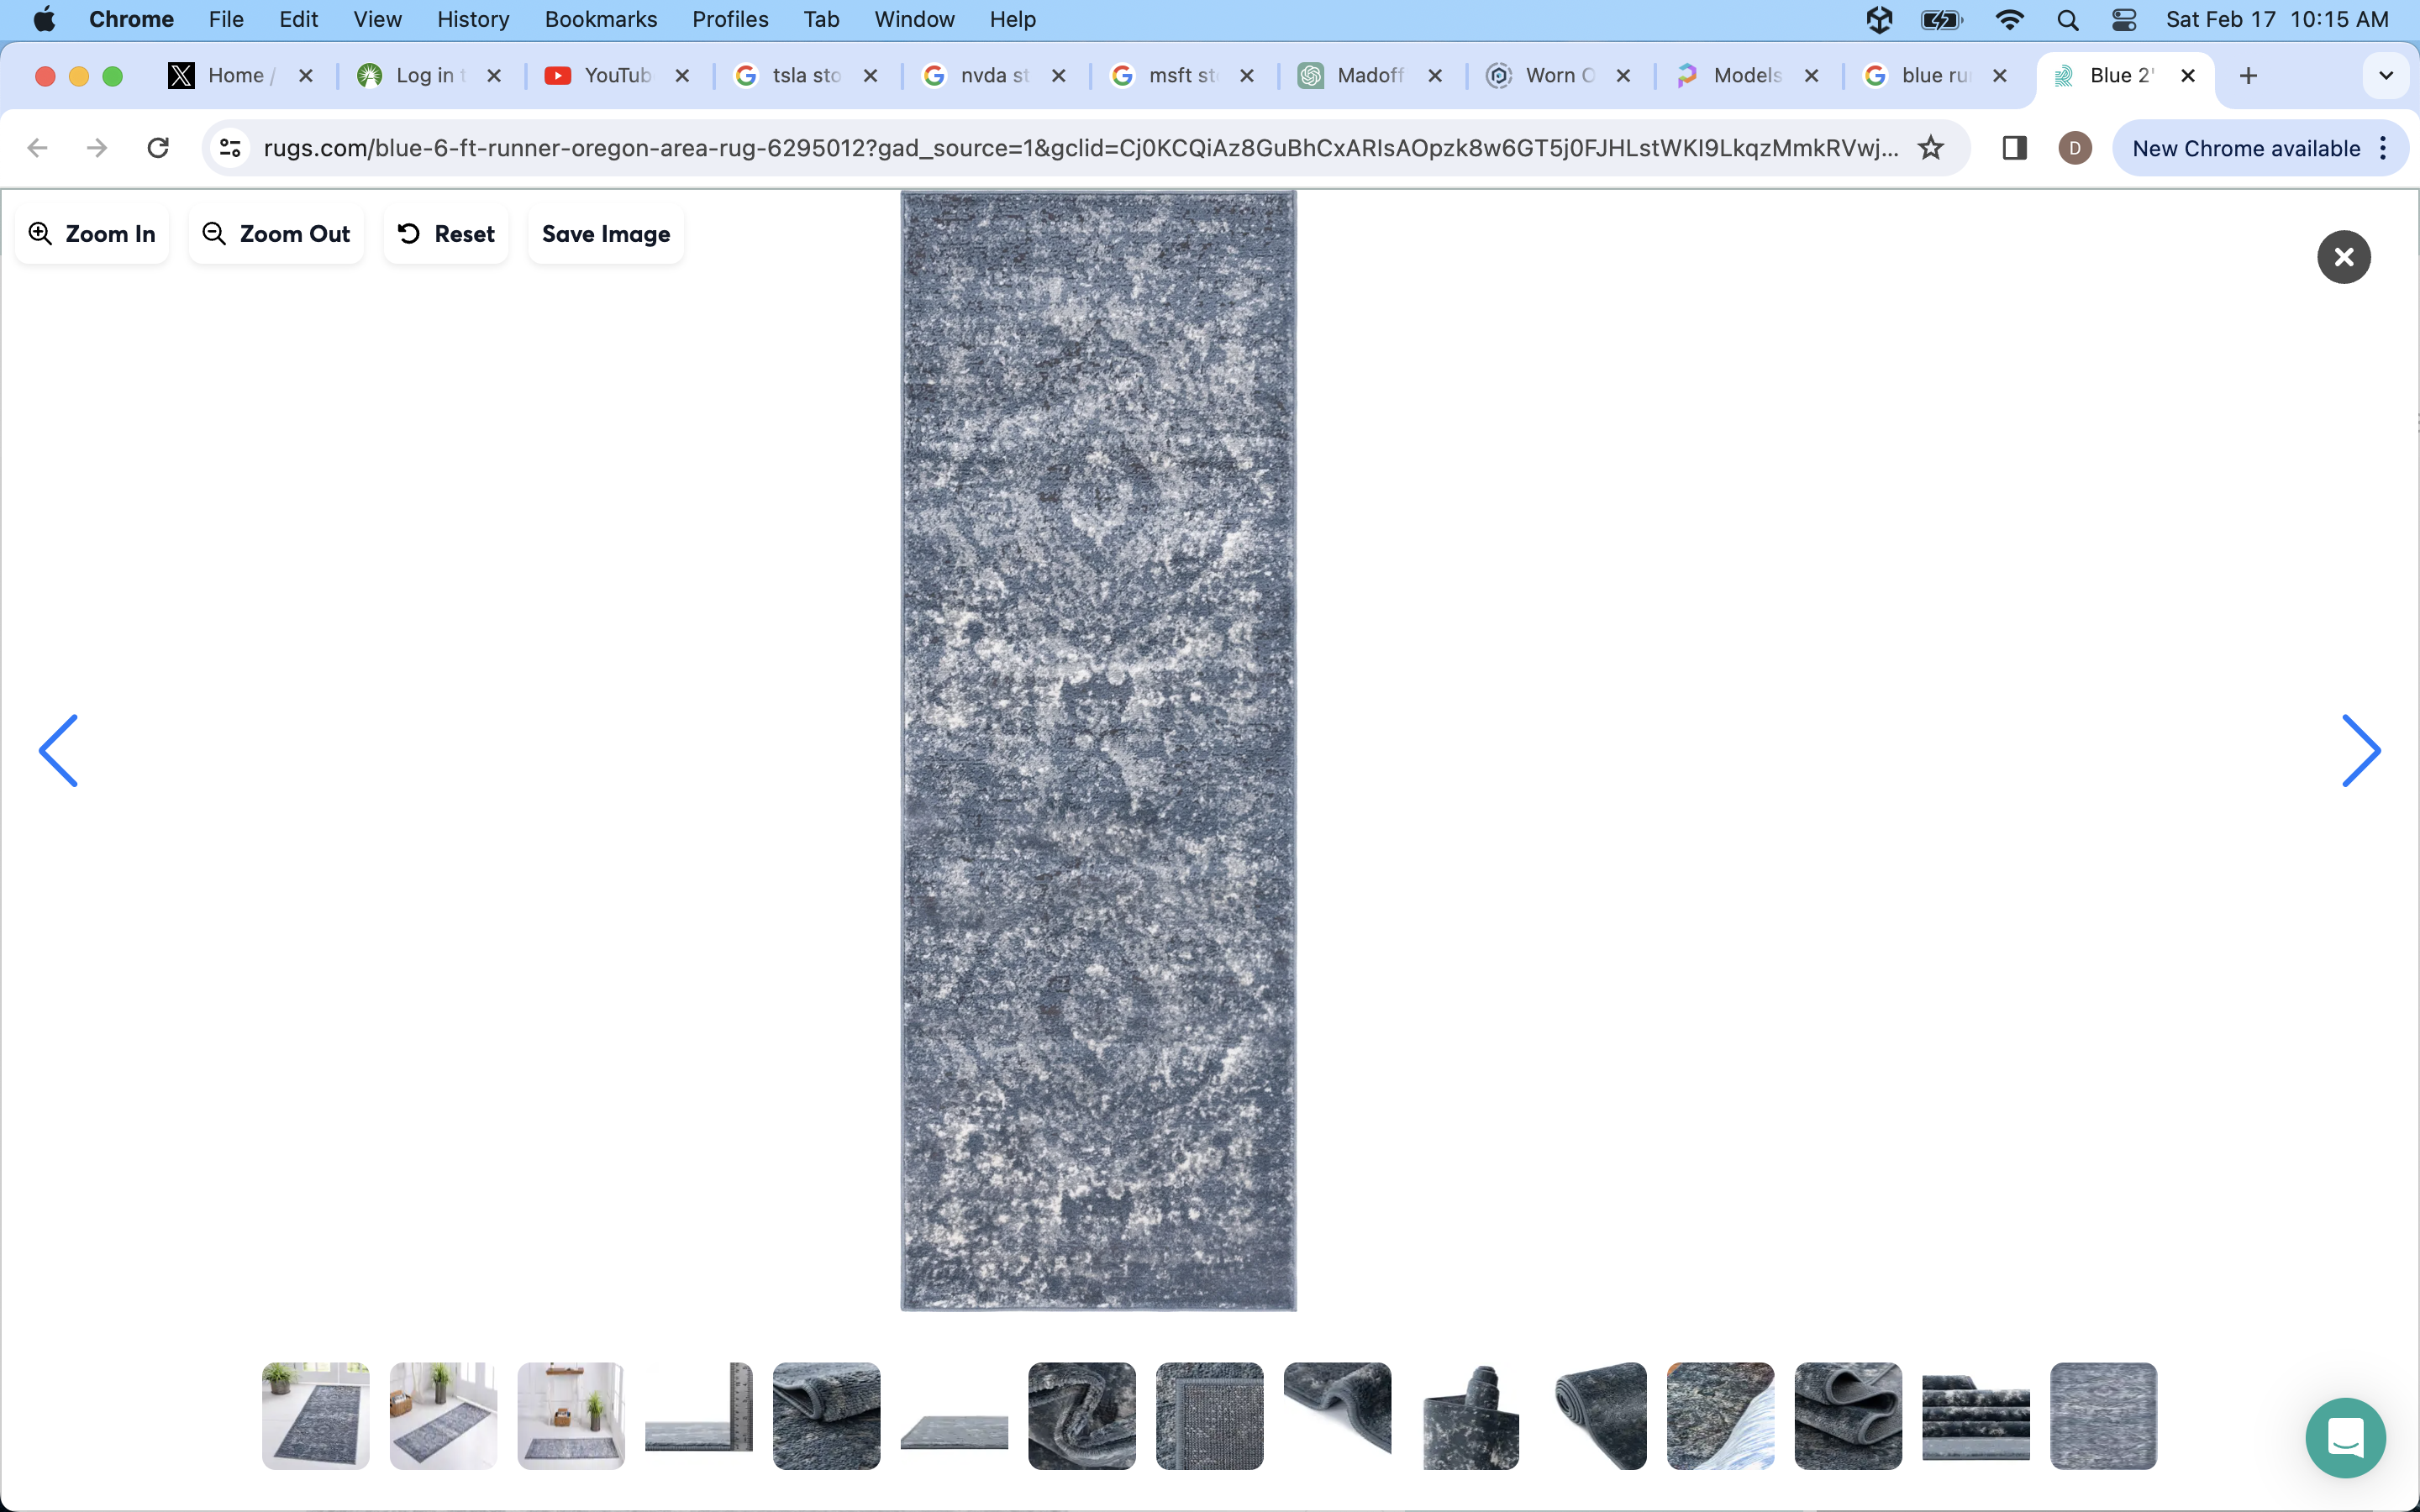 Chrome File Edit View History Bookmarks Profiles Tab Window Help Sat Feb 17 10:15 AM
Home / Log in t YouTub tsla sto nvda st msft st Madoff Worn O Models blue ru Blue 2'
rugs.com/blue-6-ft-runner-oregon-area-rug-6295012?gad_source=1&gclid=Cj0KCQiAz8GuBhCxARIsAOpzk8w6GT5j0FJHLstWKI9LkqzMmkRVwj... D New Chrome available
Zoom In Zoom Out Reset Save Image